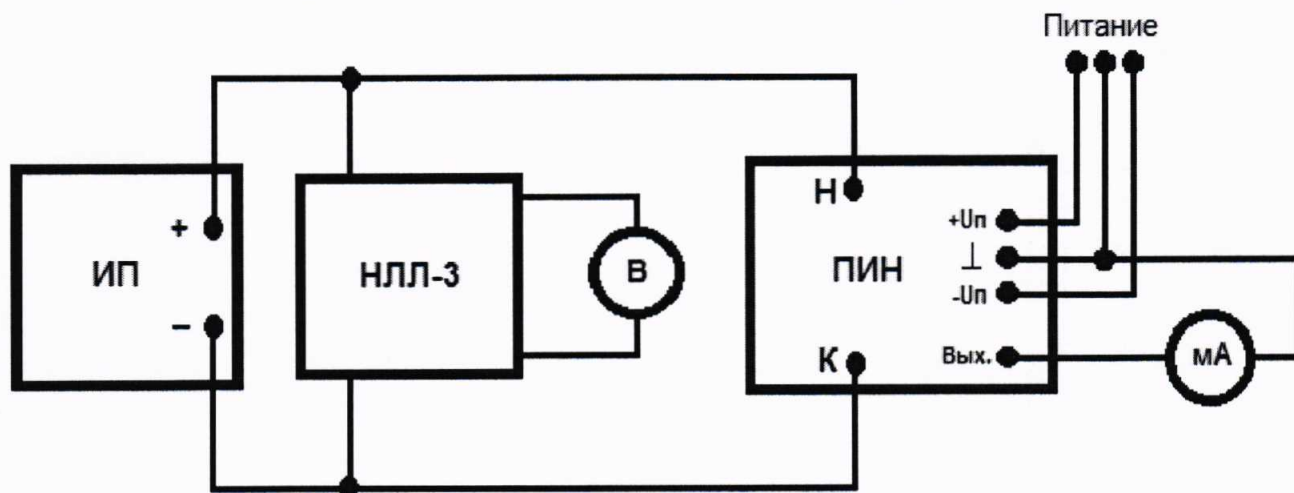 Питание
+
ИП
−
НЛЛ-3
В
Н
ПИН
К
+Uп
⊥
-Uп
Вых.
мА